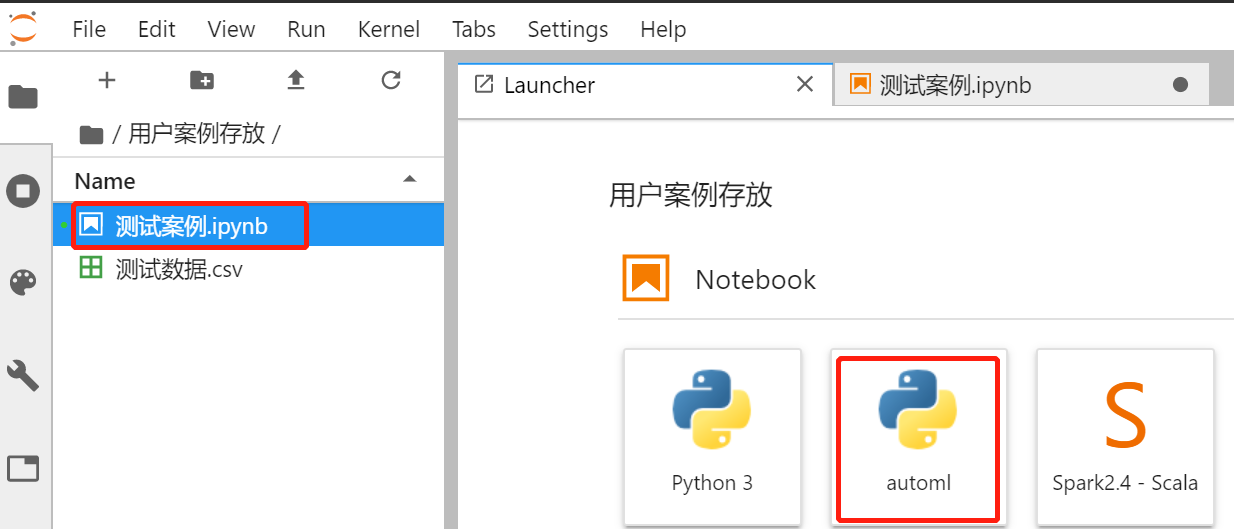 File Edit View Run Kernel Tabs Settings Help
Launcher
测试案例.ipynb
/ 用户案例存放 /
Name
测试案例.ipynb
测试数据.csv
用户案例存放
Notebook
Python 3
automl
Spark2.4 - Scala